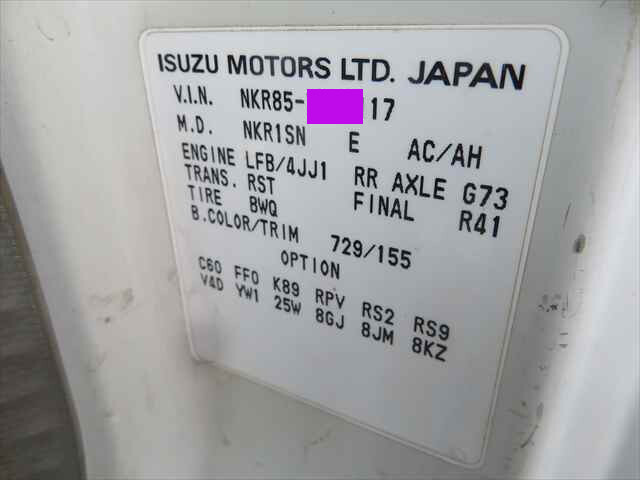 ISUZU MOTORS LTD. JAPAN
V.I.N. NKR85- 17
M.D. NKR1SN E AC/AH
ENGINE LFB/4JJ1 RR AXLE G73
TRANS. RST FINAL R41
TIRE BWQ
B.COLOR/TRIM 729/155
OPTION
C60 FF0 K89 RPV RS2 RS9
V4D YW1 25W 8GJ 8JM 8KZ